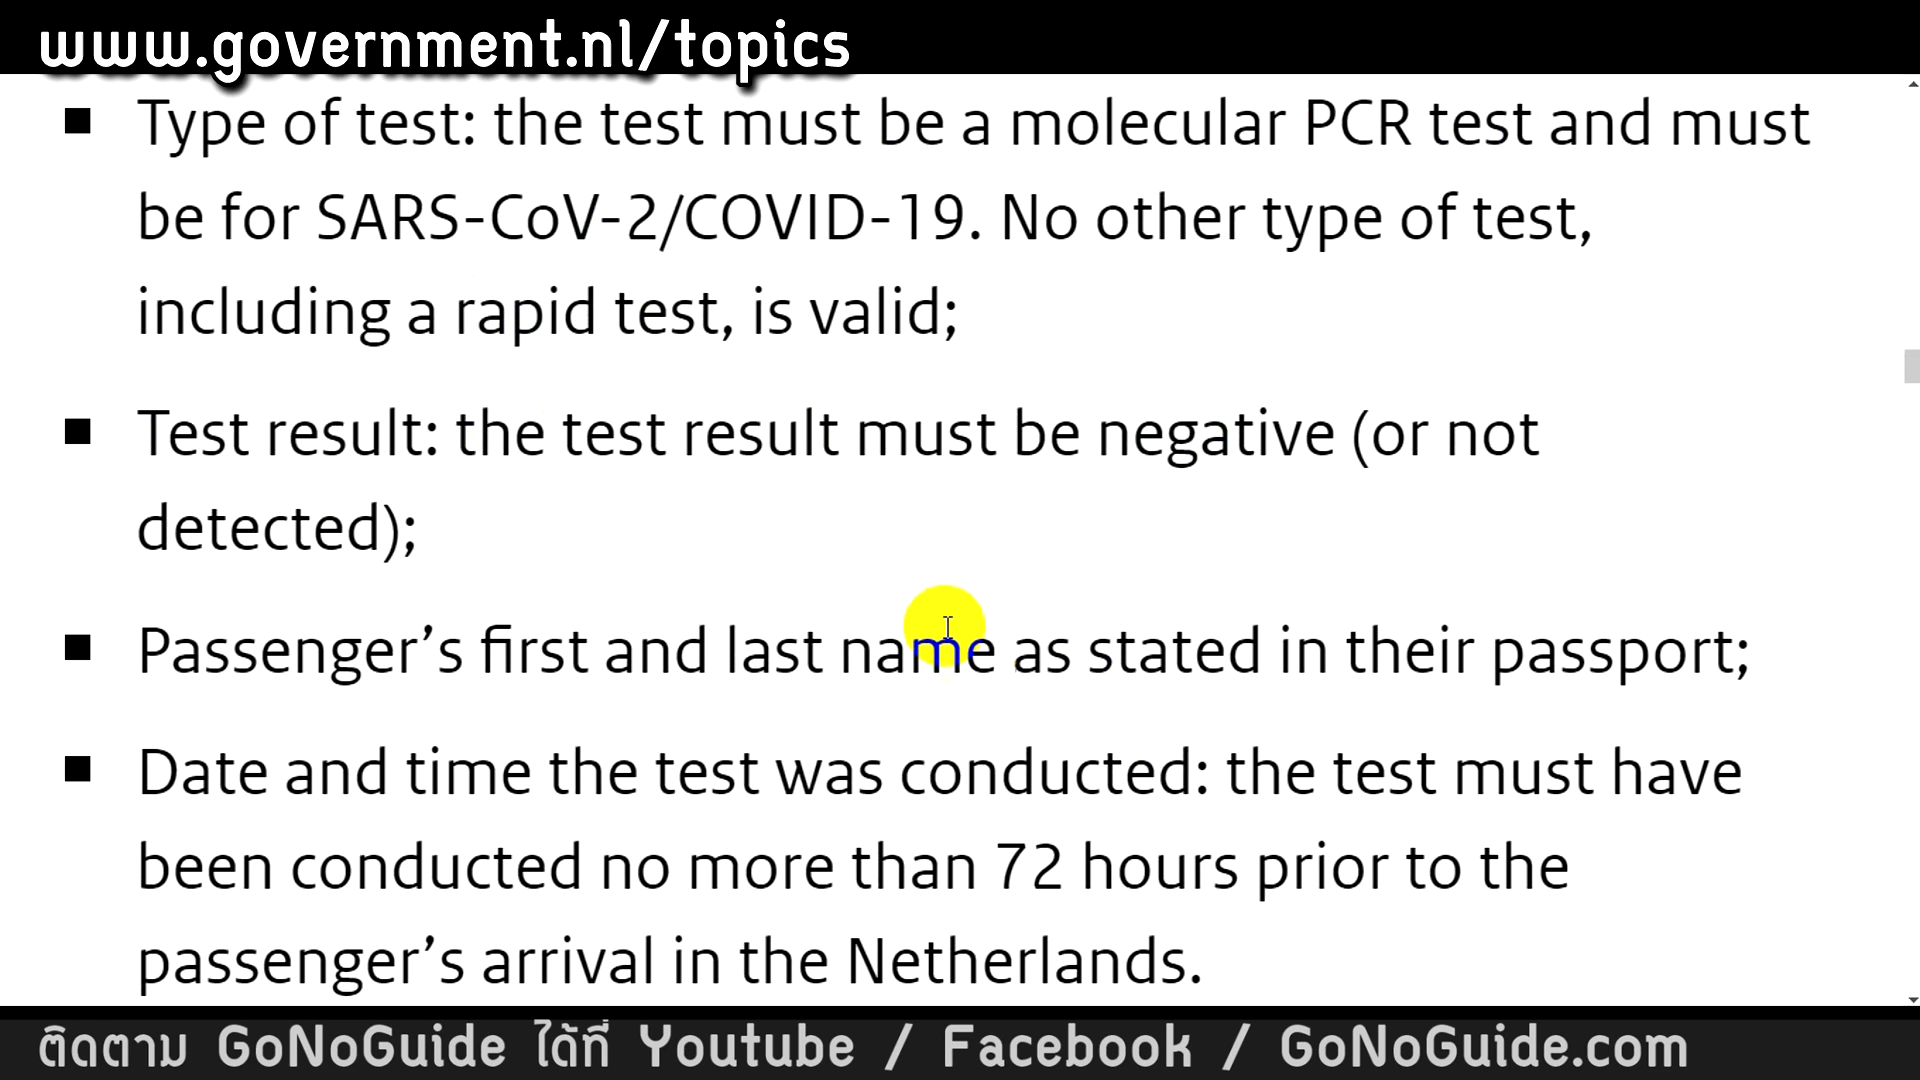 www.government.nl/topics
■ Type of test: the test must be a molecular PCR test and must
be for SARS-CoV-2/COVID-19. No other type of test,
including a rapid test, is valid;
■ Test result: the test result must be negative (or not
detected);
■ Passenger’s first and last name as stated in their passport;
■ Date and time the test was conducted: the test must have
been conducted no more than 72 hours prior to the
passenger’s arrival in the Netherlands.
ติดตาม GoNoGuide ได้ที่ Youtube / Facebook / GoNoGuide.com